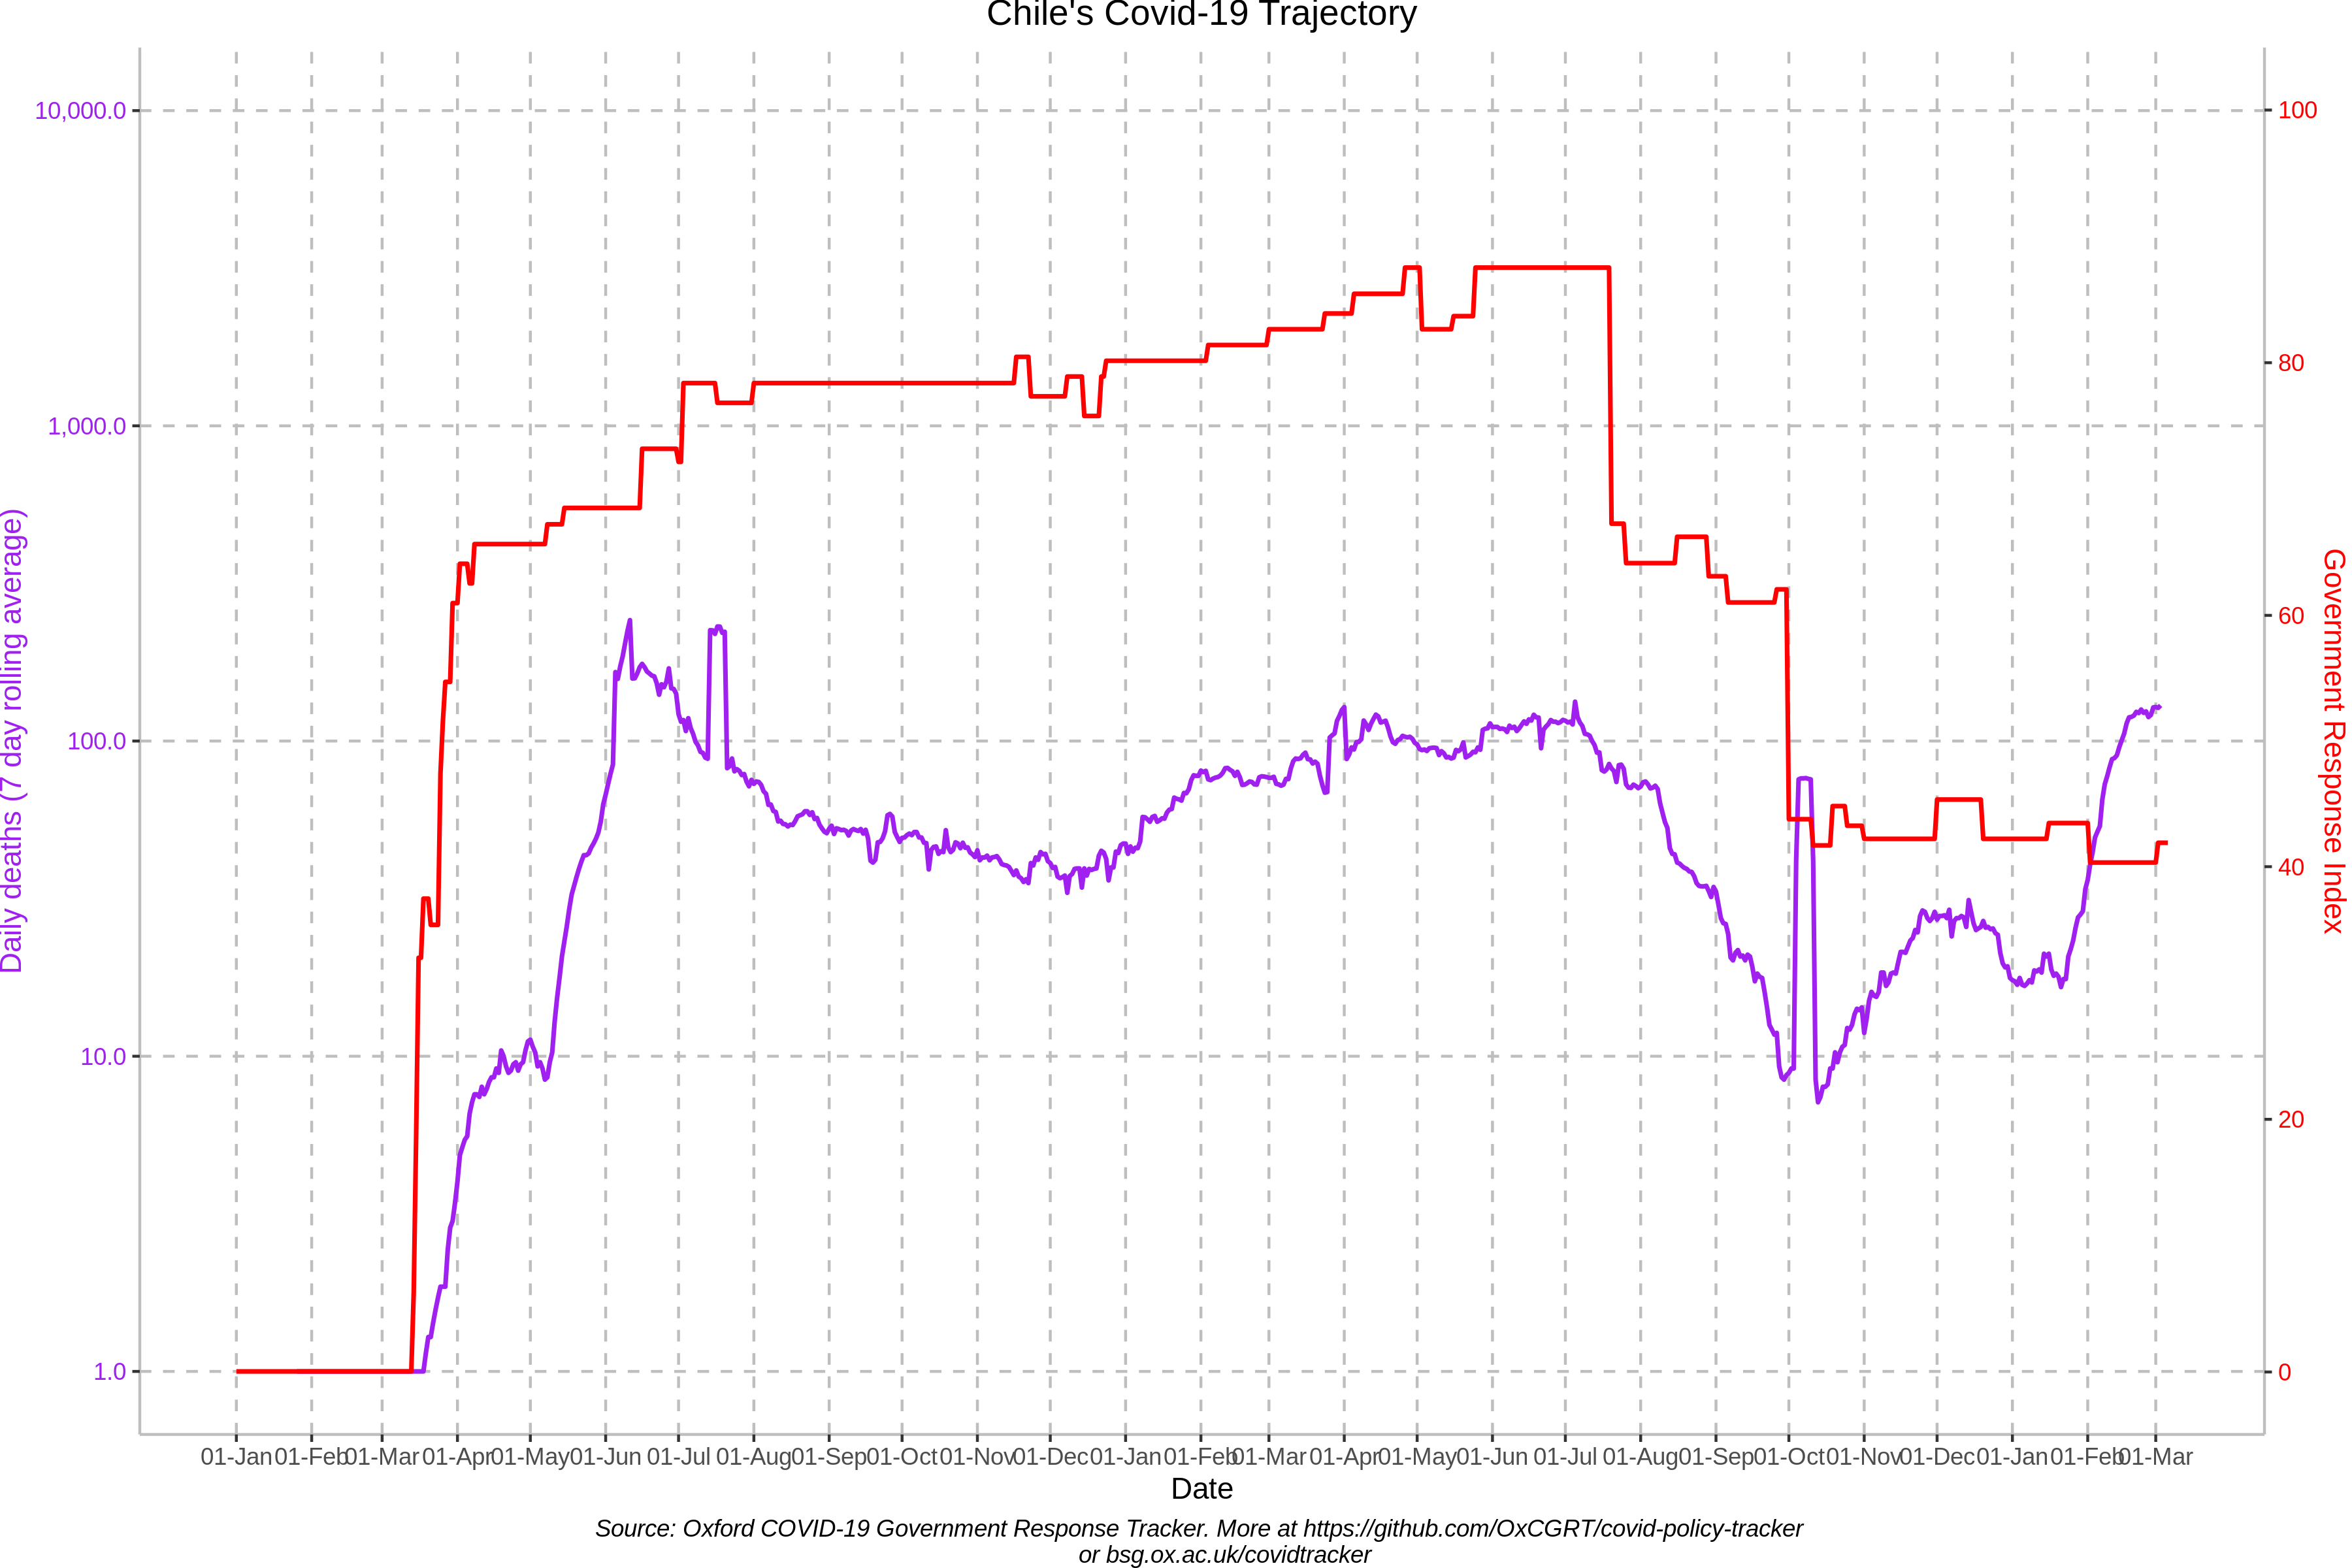 Chile's Covid-19 Trajectory
10,000.0
1,000.0
100.0
10.0
1.0
Daily deaths (7 day rolling average)
100
80
60
40
20
0
Government Response Index
01-Jan 01-Feb 01-Mar 01-Apr 01-May 01-Jun 01-Jul 01-Aug 01-Sep 01-Oct 01-Nov 01-Dec 01-Jan 01-Feb 01-Mar 01-Apr 01-May 01-Jun 01-Jul 01-Aug 01-Sep 01-Oct 01-Nov 01-Dec 01-Jan 01-Feb 01-Mar
Date
Source: Oxford COVID-19 Government Response Tracker. More at https://github.com/OxCGRT/covid-policy-tracker
or bsg.ox.ac.uk/covidtracker